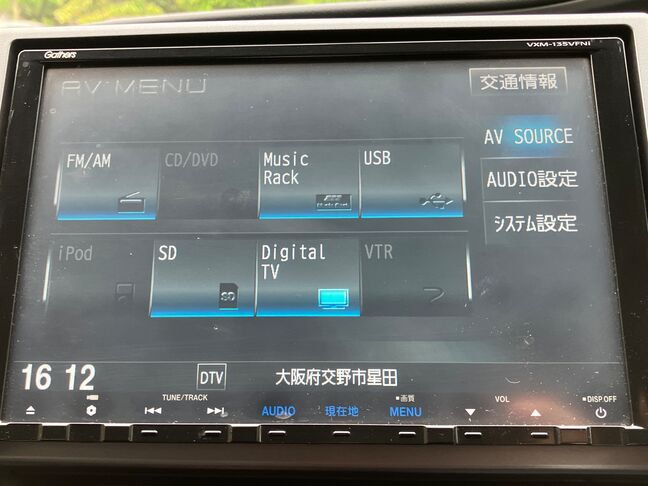 Gathers
VXM-135VFNi
AV MENU
交通情報
FM/AM
CD/DVD
Music
Rack
USB
AV SOURCE
AUDIO設定
システム設定
iPod
SD
SD
Digital
TV
VTR
16 12
DTV
大阪府交野市星田
TUNE/TRACK
AUDIO
現在地
画質
MENU
VOL
DISP OFF